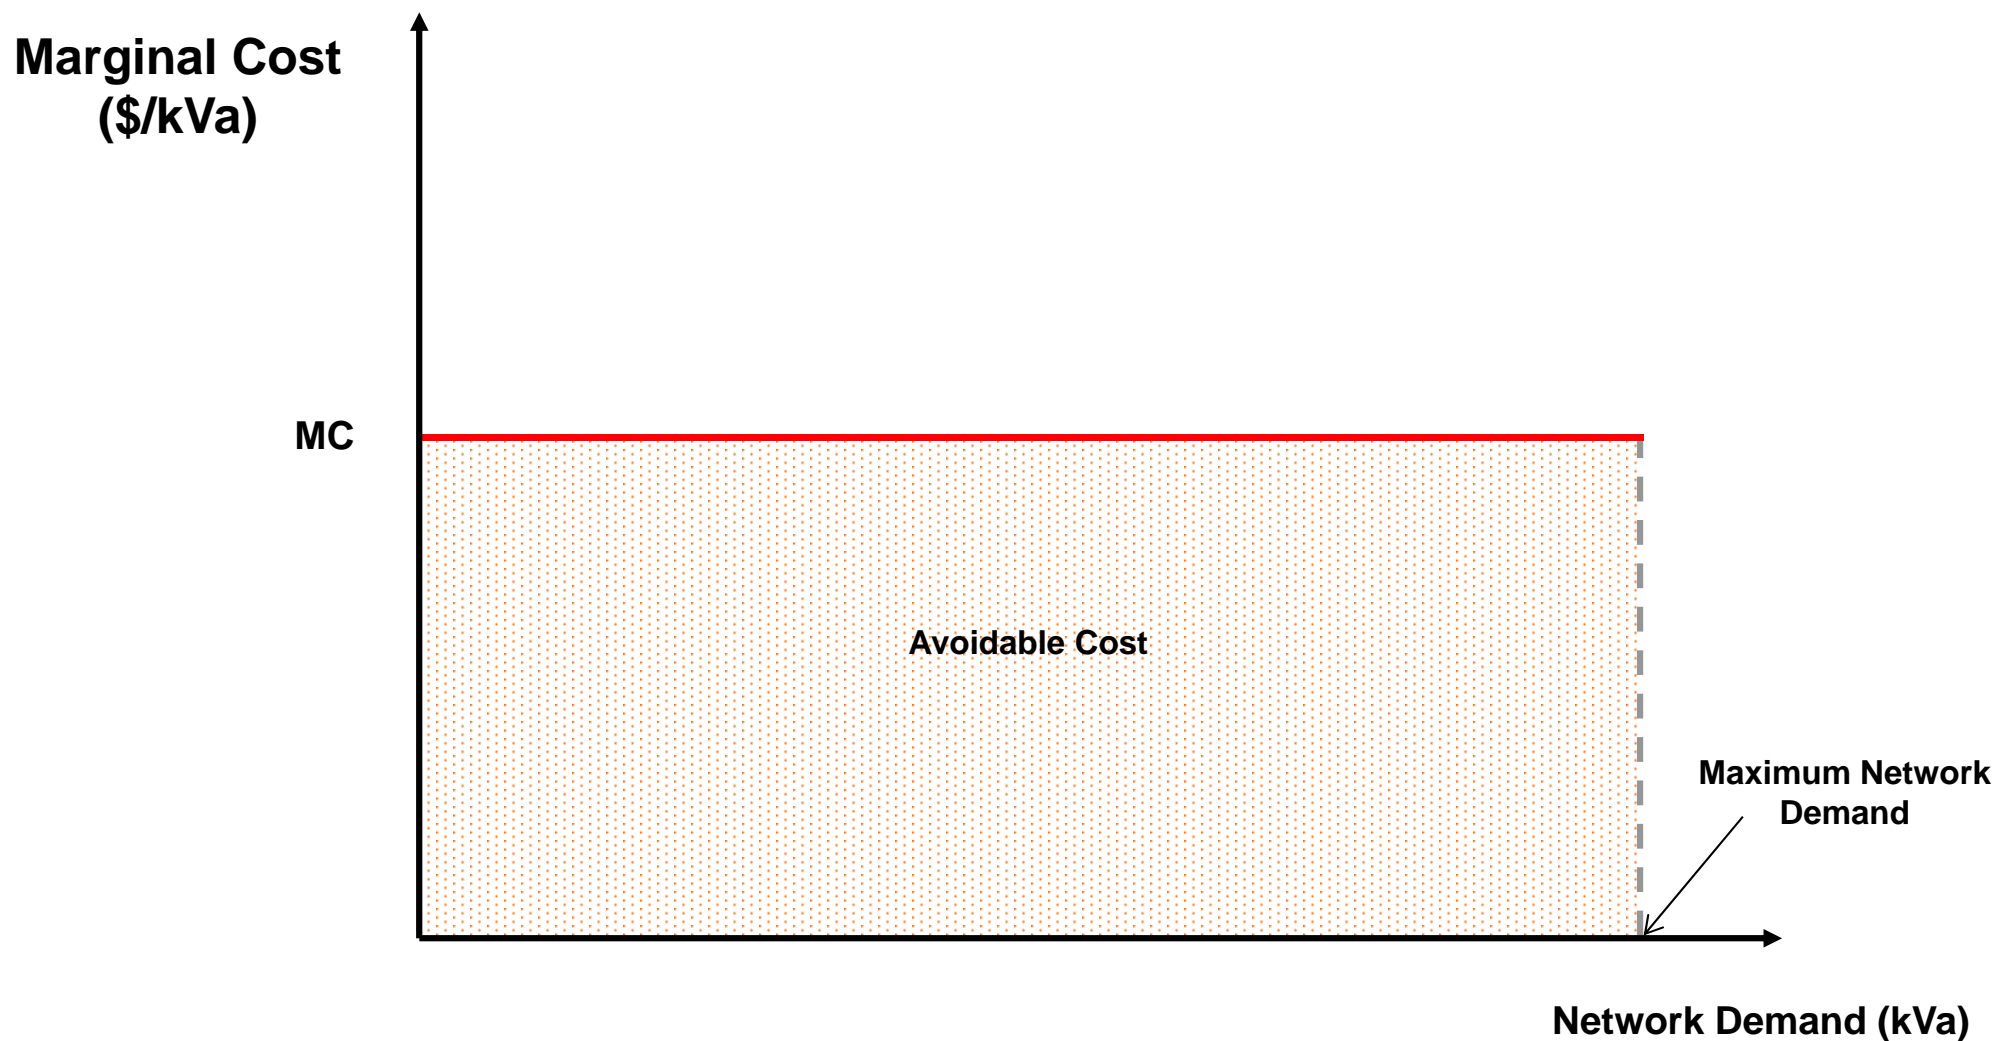 Marginal Cost
($/kVa)
MC
Avoidable Cost
Maximum Network
Demand
Network Demand (kVa)